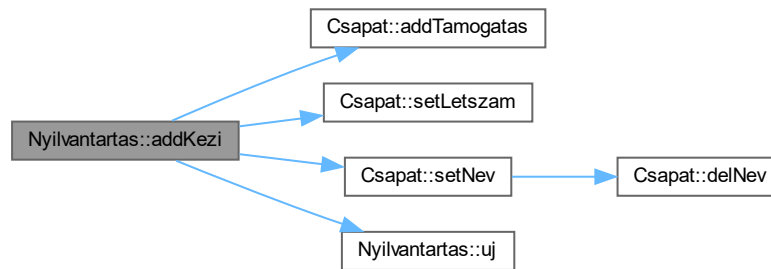 Csapat::addTamogatas
Csapat::setLetszam
Nyilvantartas::addKezi
Csapat::setNev
Csapat::delNev
Nyilvantartas::uj